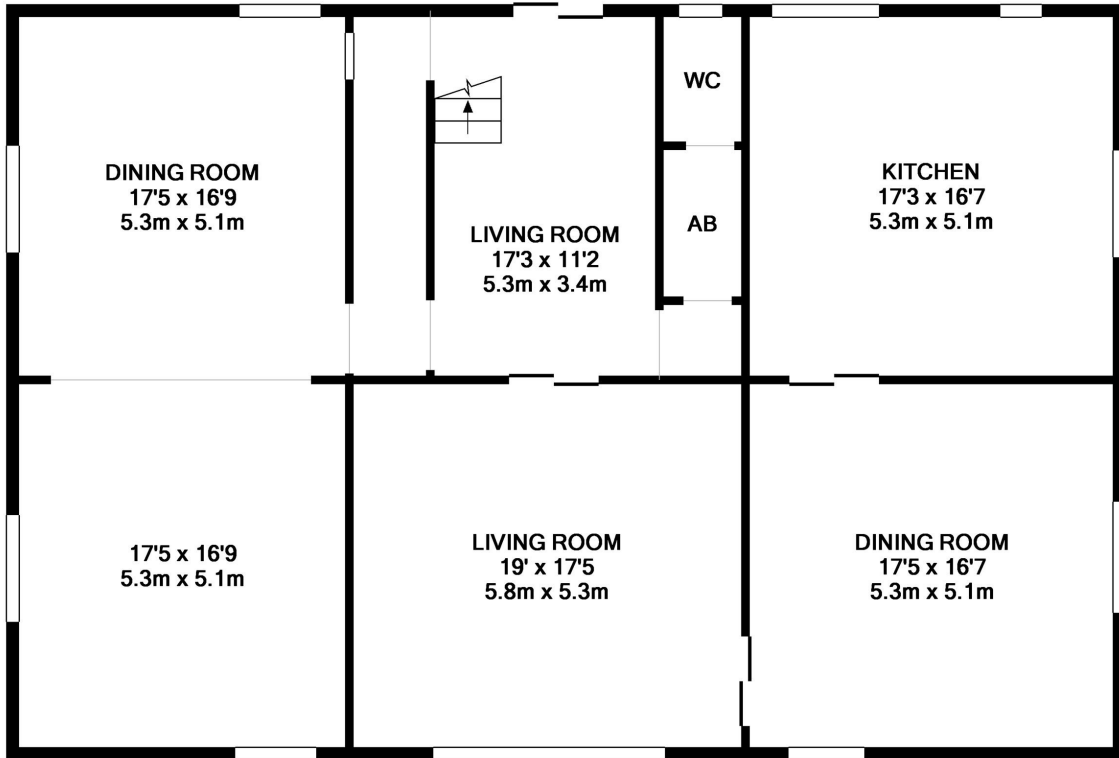 WC
DINING ROOM
17'5 x 16'9
5.3m x 5.1m
KITCHEN
17'3 x 16'7
5.3m x 5.1m
AB
LIVING ROOM
17'3 x 11'2
5.3m x 3.4m
17'5 x 16'9
5.3m x 5.1m
LIVING ROOM
19' x 17'5
5.8m x 5.3m
DINING ROOM
17'5 x 16'7
5.3m x 5.1m